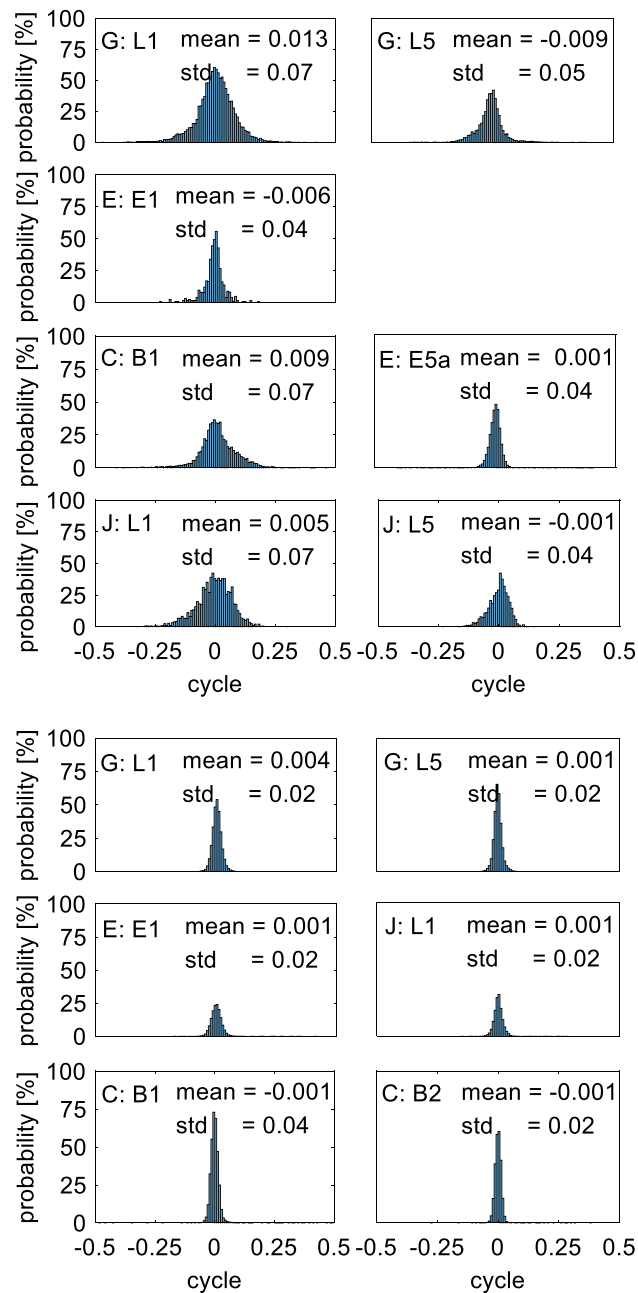 100
75
50
25
0
probability [%]
G: L1 mean = 0.013
std = 0.07
G: L5 mean = -0.009
std = 0.05
100
75
50
25
0
probability [%]
E: E1 mean = -0.006
std = 0.04
100
75
50
25
0
probability [%]
C: B1 mean = 0.009
std = 0.07
E: E5a mean = 0.001
std = 0.04
100
75
50
25
0
probability [%]
J: L1 mean = 0.005
std = 0.07
J: L5 mean = -0.001
std = 0.04
-0.5 -0.25 0 0.25 0.5 -0.5 -0.25 0 0.25 0.5
cycle cycle
100
75
50
25
0
probability [%]
G: L1 mean = 0.004
std = 0.02
G: L5 mean = 0.001
std = 0.02
100
75
50
25
0
probability [%]
E: E1 mean = 0.001
std = 0.02
J: L1 mean = 0.001
std = 0.02
100
75
50
25
0
probability [%]
C: B1 mean = -0.001
std = 0.04
C: B2 mean = -0.001
std = 0.02
-0.5 -0.25 0 0.25 0.5 -0.5 -0.25 0 0.25 0.5
cycle cycle